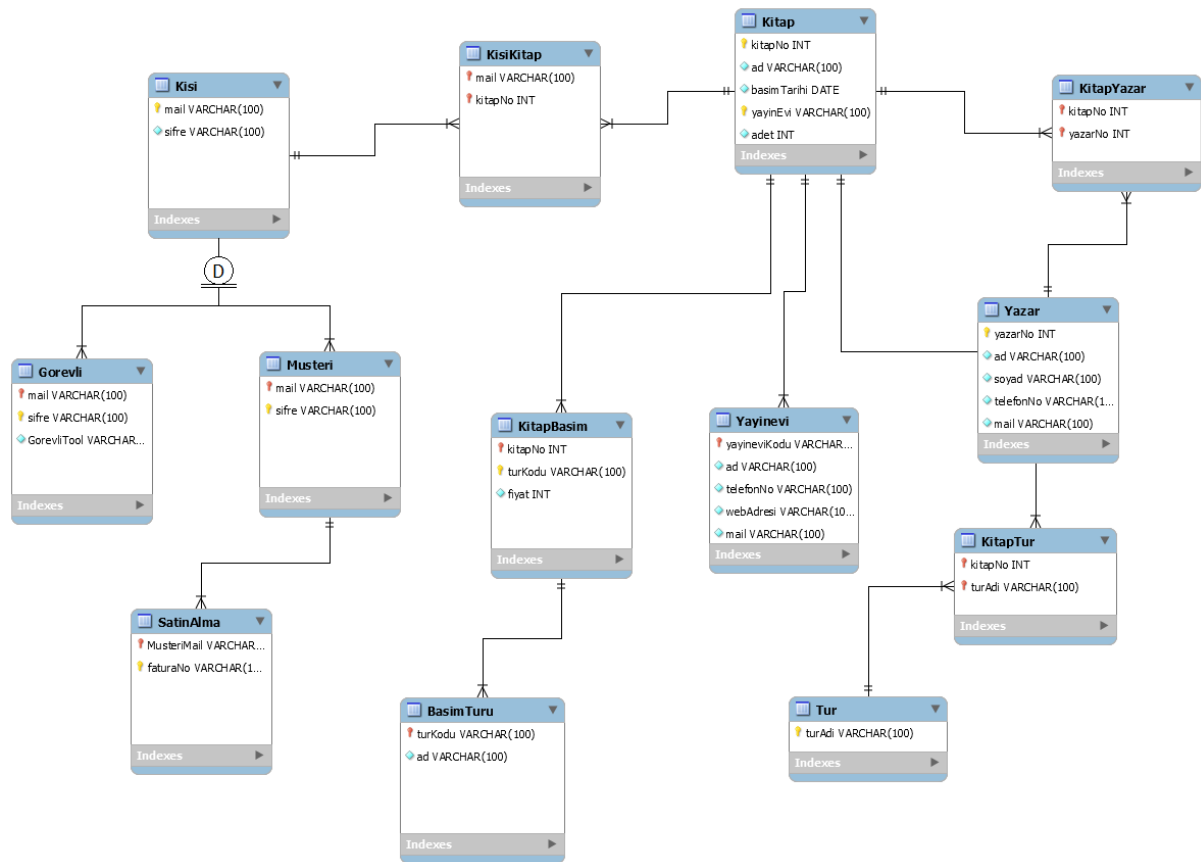 Kisi
mail VARCHAR(100)
sifre VARCHAR(100)
Indexes
KisiKitap
mail VARCHAR(100)
kitapNo INT
Indexes
Kitap
kitapNo INT
ad VARCHAR(100)
basimTarihi DATE
yayinEvi VARCHAR(100)
adet INT
Indexes
KitapYazar
kitapNo INT
yazarNo INT
Indexes
D
Gorevli
mail VARCHAR(100)
sifre VARCHAR(100)
GorevliTool VARCHAR...
Indexes
Musteri
mail VARCHAR(100)
sifre VARCHAR(100)
Indexes
KitapBasim
kitapNo INT
turKodu VARCHAR(100)
fiyat INT
Indexes
Yayinevi
yayineviKodu VARCHAR...
ad VARCHAR(100)
telefonNo VARCHAR(100)
webAdresi VARCHAR(10...
mail VARCHAR(100)
Indexes
Yazar
yazarNo INT
ad VARCHAR(100)
soyad VARCHAR(100)
telefonNo VARCHAR(1...
mail VARCHAR(100)
Indexes
KitapTur
kitapNo INT
turAdi VARCHAR(100)
Indexes
SatinAlma
MusteriMail VARCHAR...
faturaNo VARCHAR(1...
Indexes
BasimTuru
turKodu VARCHAR(100)
ad VARCHAR(100)
Indexes
Tur
turAdi VARCHAR(100)
Indexes